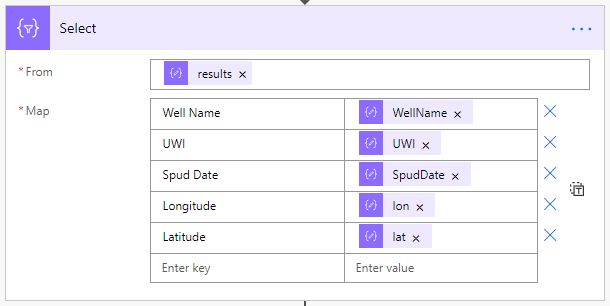 Select
* From results ×
* Map Well Name WellName ×
UWI UWI ×
Spud Date SpudDate ×
Longitude lon ×
Latitude lat ×
Enter key Enter value